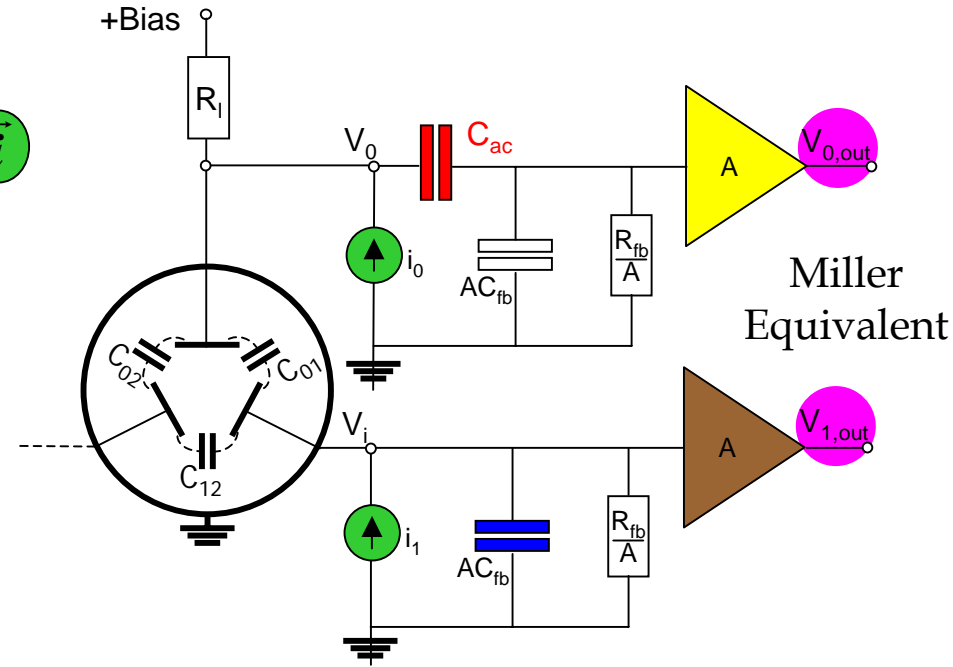 +Bias
R_l
V_0
C_ac
A
V_0,out
i_0
AC_fb
R_fb
A
Miller
Equivalent
C_02
C_01
C_12
V_i
A
V_1,out
i_1
AC_fb
R_fb
A